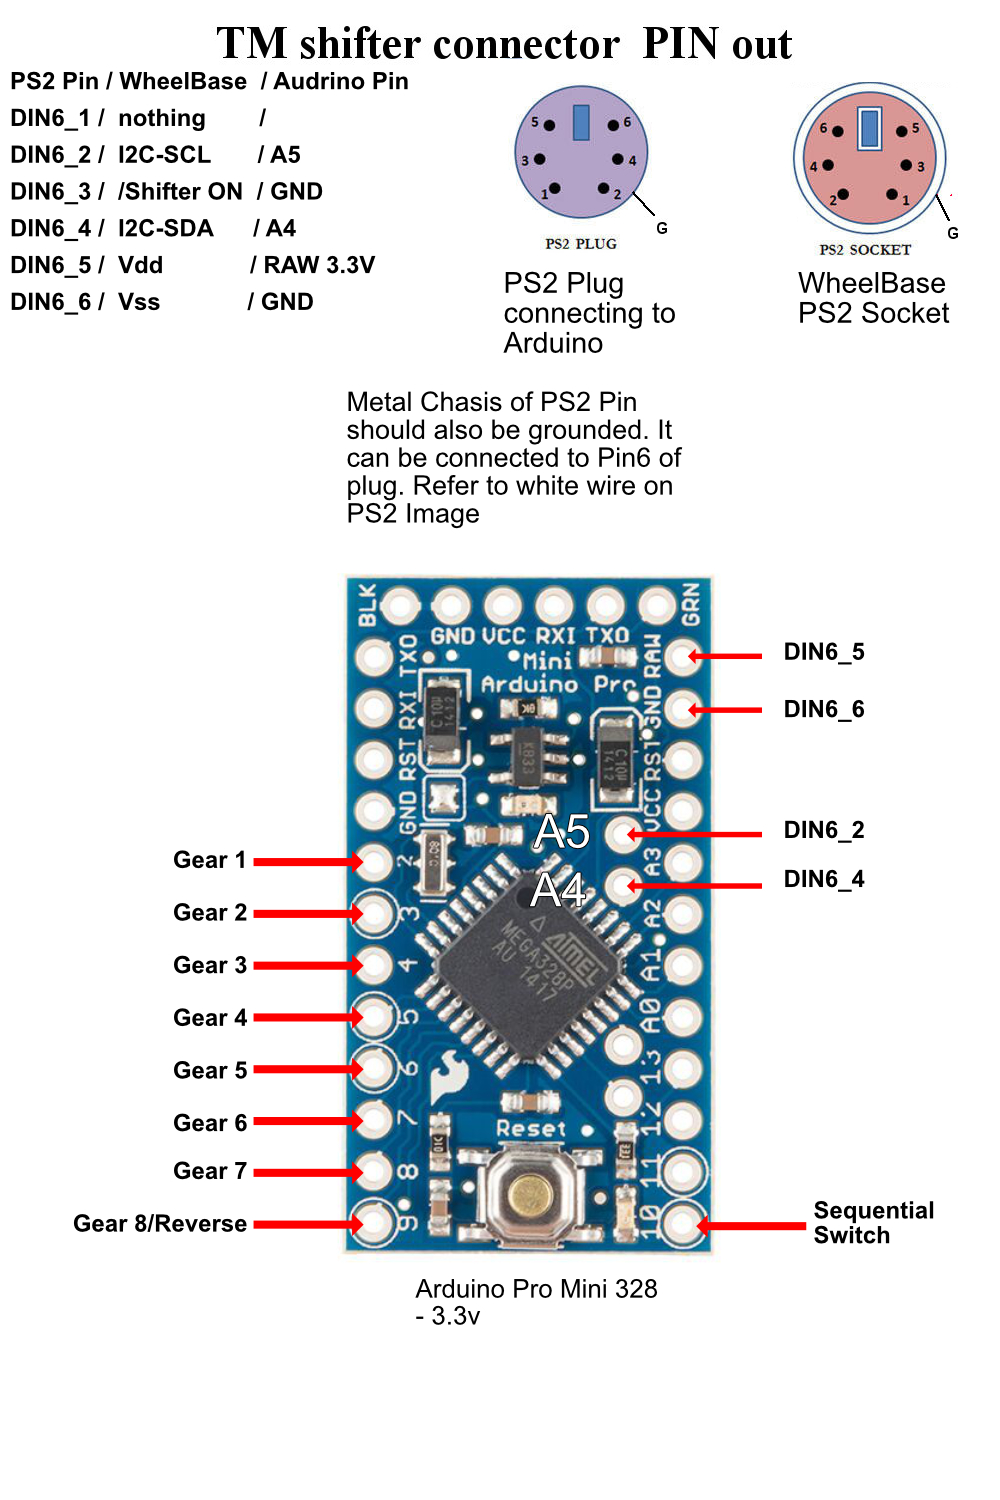 TM shifter connector PIN out
PS2 Pin / WheelBase / Audrino Pin
DIN6_1 / nothing /
DIN6_2 / I2C-SCL / A5
DIN6_3 / /Shifter ON / GND
DIN6_4 / I2C-SDA / A4
DIN6_5 / Vdd / RAW 3.3V
DIN6_6 / Vss / GND
5 6
3 4
1 2
G
PS2 PLUG
PS2 Plug
connecting to
Arduino
6 5
4 3
2 1
G
PS2 SOCKET
WheelBase
PS2 Socket
Metal Chasis of PS2 Pin
should also be grounded. It
can be connected to Pin6 of
plug. Refer to white wire on
PS2 Image
BLK
GRN
GND VCC RXI TXO
Mini
Arduino Pro
TXO
RXI
RST
GND
2
3
4
5
6
7
8
9
RAW
GND
RST
VCC
A3
A2
A1
A0
13
12
11
10
C 10µ
1412
K833
C 10µ
1412
A5
A4
ATMEL
MEGA328P
AU 1417
Reset
DIN6_5
DIN6_6
DIN6_2
DIN6_4
Gear 1
Gear 2
Gear 3
Gear 4
Gear 5
Gear 6
Gear 7
Gear 8/Reverse
Sequential
Switch
Arduino Pro Mini 328
- 3.3v